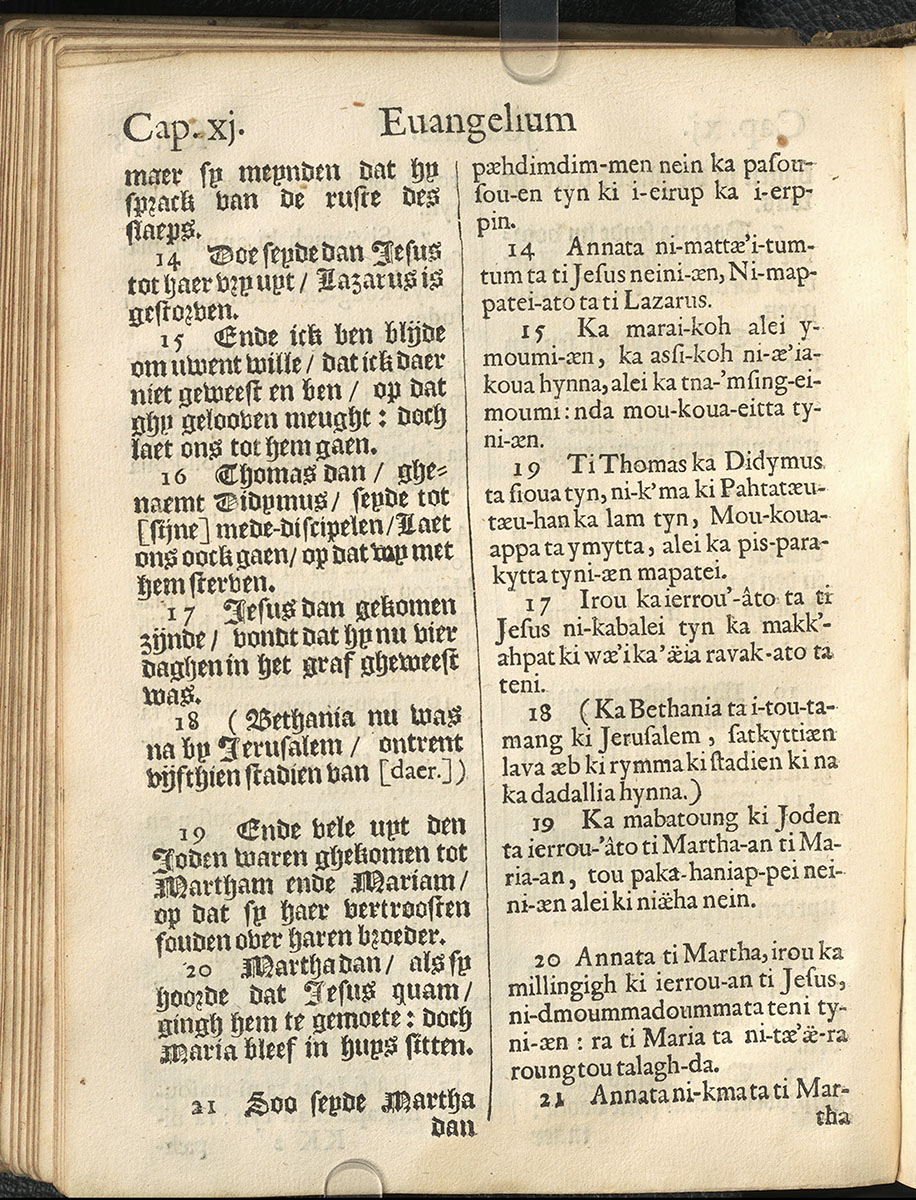 Cap. xj.
Euangelium
maer sy meynden dat hy
sprack van de ruste des
slaeps.
14 Doe seyde dan Jesus
tot haer vry uyt / Lazarus is
gestorven.
15 Ende ick ben blijde
om uwent wille / dat ick daer
niet geweest en ben / op dat
ghy gelooven meught : doch
laet ons tot hem gaen.
16 Thomas dan / ghe-
naemt Didymus / seyde tot
[sijne] mede-discipelen / Laet
ons oock gaen / op dat wy met
hem sterven.
17 Jesus dan gekomen
zijnde / vondt dat hy nu vier
daghen in het graf gheweest
was.
18 (Bethania nu was
na by Jerusalem / ontrent
vijfthien stadien van [daer.])
19 Ende vele uyt den
Joden waren ghekomen tot
Martham ende Mariam /
op dat sy haer vertroosten
souden over haren broeder.
20 Martha dan / als sy
hoorde dat Jesus quam /
gingh hem te gemoete : doch
Maria bleef in huys sitten.
21 Soo seyde Martha
dan
pæhdimdim-men nein ka pasou-
sou-en tyn ki i-eirup ka i-erp-
pin.
14 Annata ni-mattæ'i-tum-
tum ta ti Jesus neini-æn, Ni-map-
patei-ato ta ti Lazarus.
15 Ka marai-koh alei y-
moumi-æn, ka assi-koh ni-æ'ia-
koua hynna, alei ka tna-'msing-ei-
moumi : nda mou-koua-eitta ty-
ni-æn.
19 Ti Thomas ka Didymus
ta sioua tyn, ni-k'ma ki Pahtatæu-
tæu-han ka lam tyn, Mou-koua-
appa ta ymytta, alei ka pis-para-
kytta tyni-æn mapatei.
17 Irou ka ierrou'-âto ta ti
Jesus ni-kabalei tyn ka makk'-
ahpat ki wæ'i ka 'æ̈ia ravak-ato ta
teni.
18 (Ka Bethania ta i-tou-ta-
mang ki Jerusalem, satkyttiæn
lava æb ki rymma ki stadien ki na
ka dadallia hynna.)
19 Ka mabatoung ki Joden
ta ierrou-'âto ti Martha-an ti Ma-
ria-an, tou paka-haniap-pei nei-
ni-æn alei ki niæ̈ha nein.
20 Annata ti Martha, irou ka
millingigh ki ierrou-an ti Jesus,
ni-dmoummadoummata teni ty-
ni-æn : ra ti Maria ta ni-tæ'æ̈-ra
roungtou talagh-da.
21 Annata ni-kma ta ti Mar-
tha